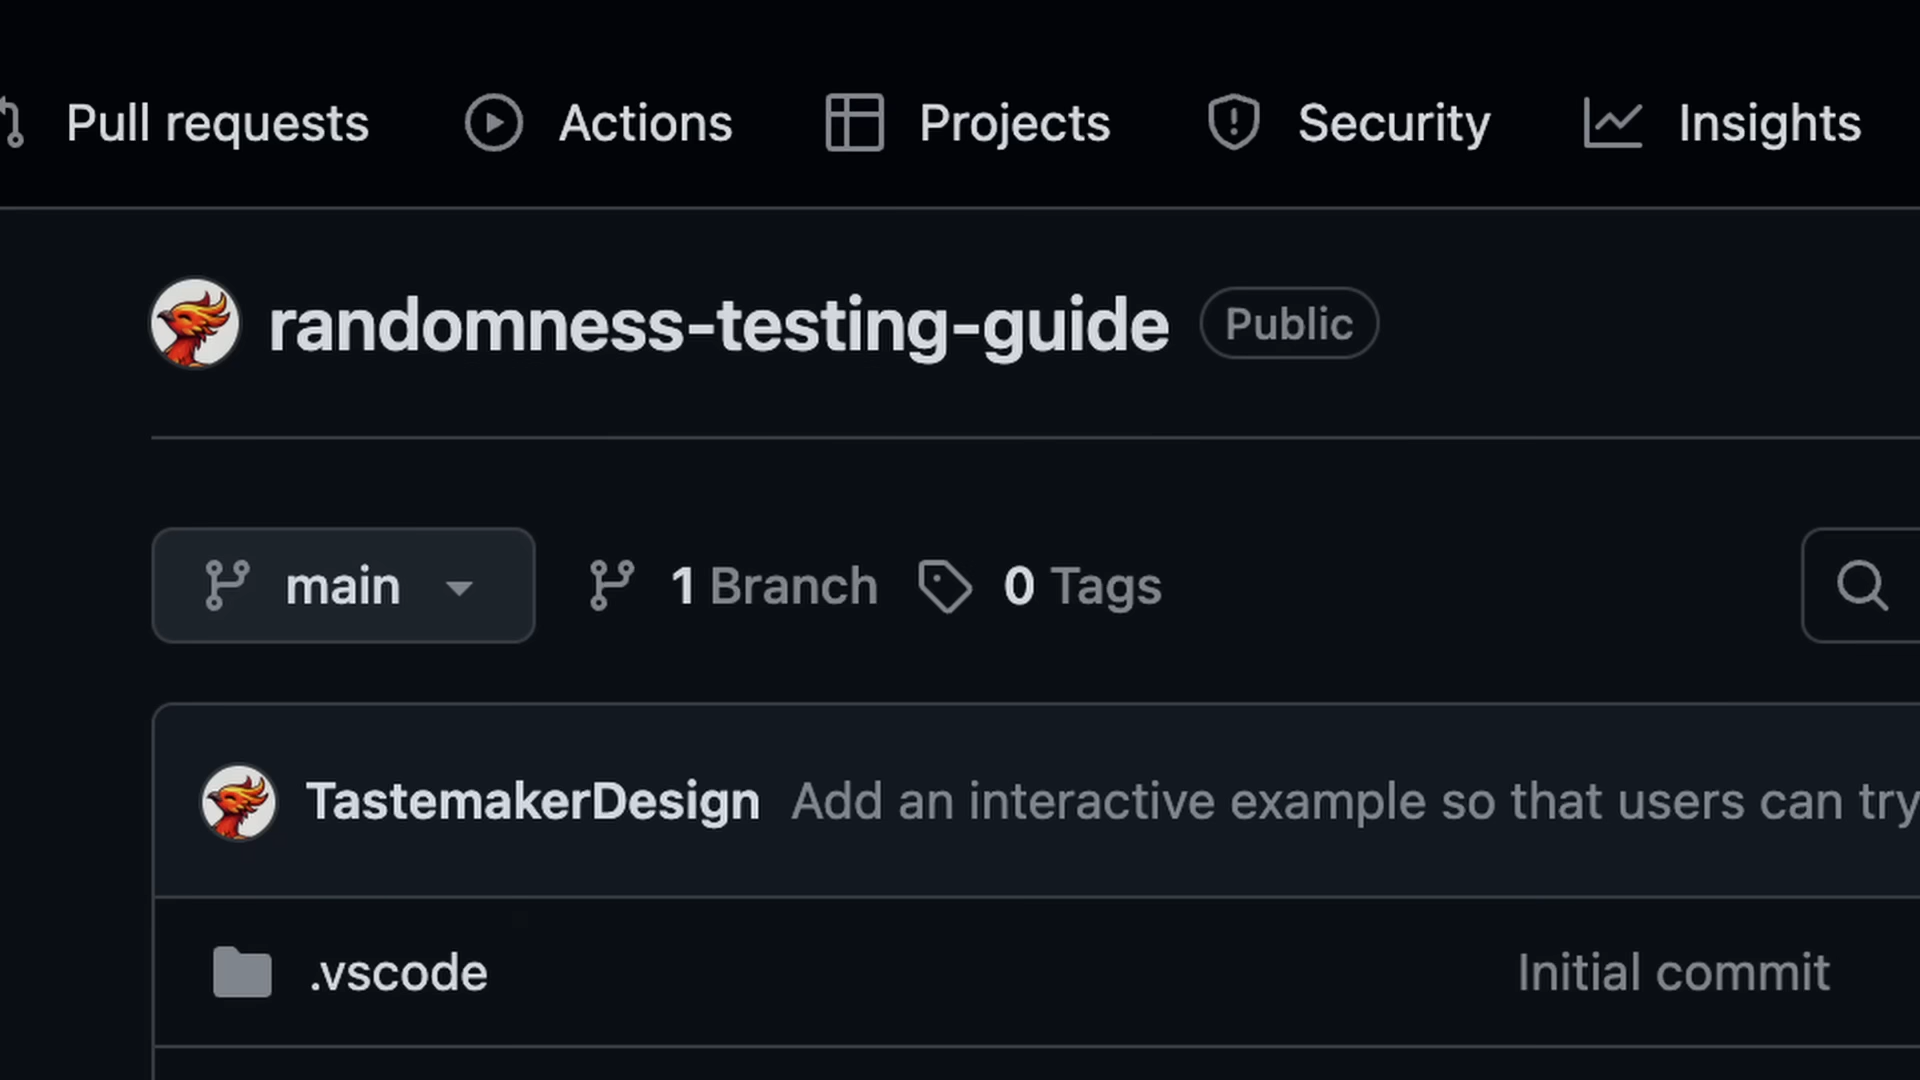 Pull requests Actions Projects Security Insights
randomness-testing-guide Public
main 1 Branch 0 Tags
TastemakerDesign Add an interactive example so that users can try
.vscode Initial commit